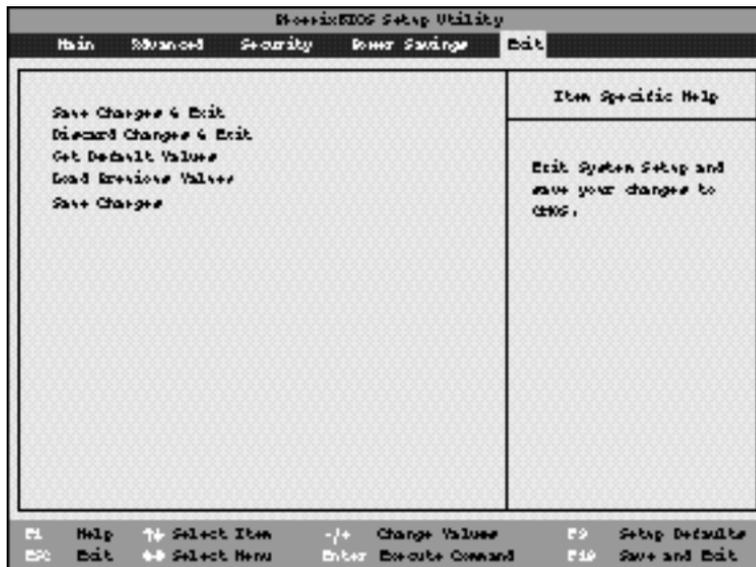 PhoenixBIOS Setup Utility
Main Advanced Security Power Savings Exit
Save Changes & Exit
Discard Changes & Exit
Get Default Values
Load Previous Values
Save Changes
Item Specific Help
Exit System Setup and
save your changes to
CMOS.
F1 Help ↑↓ Select Item -/+ Change Values F9 Setup Defaults
ESC Exit ↔ Select Menu Enter Execute Command F10 Save and Exit